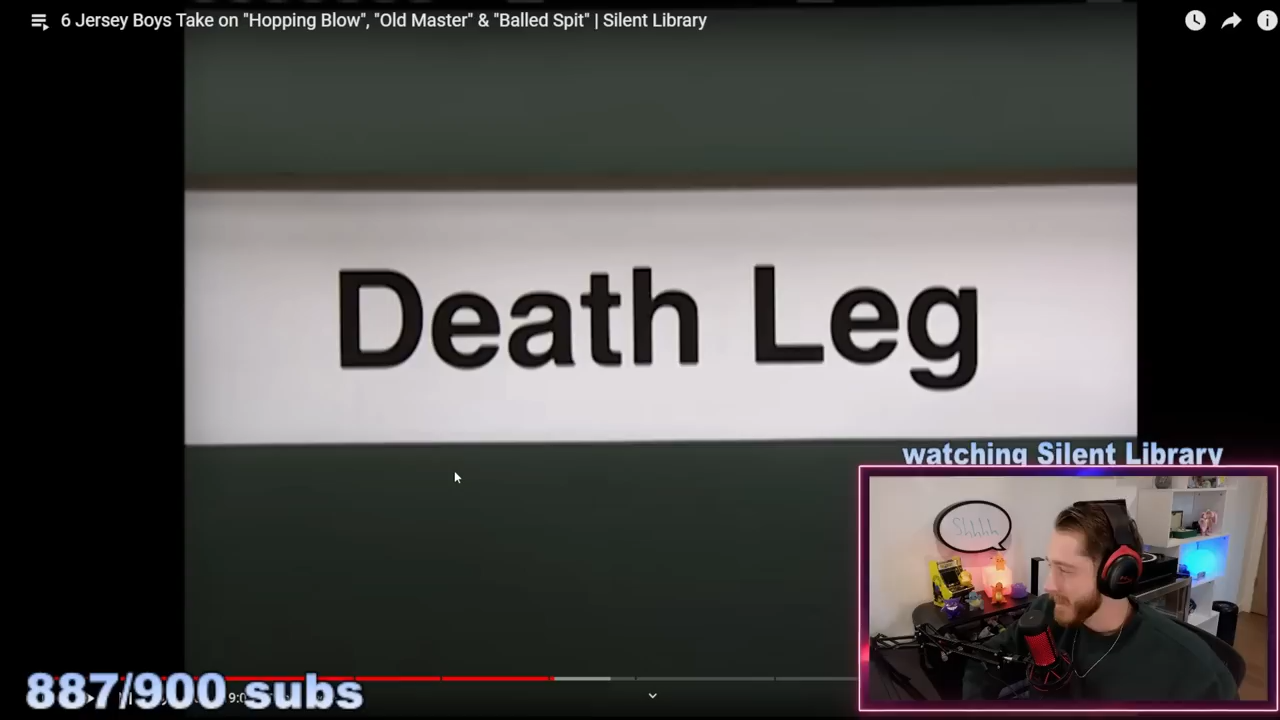 6 Jersey Boys Take on "Hopping Blow", "Old Master" & "Balled Spit" | Silent Library
Death Leg
watching Silent Library
Shhhh
887/900 subs